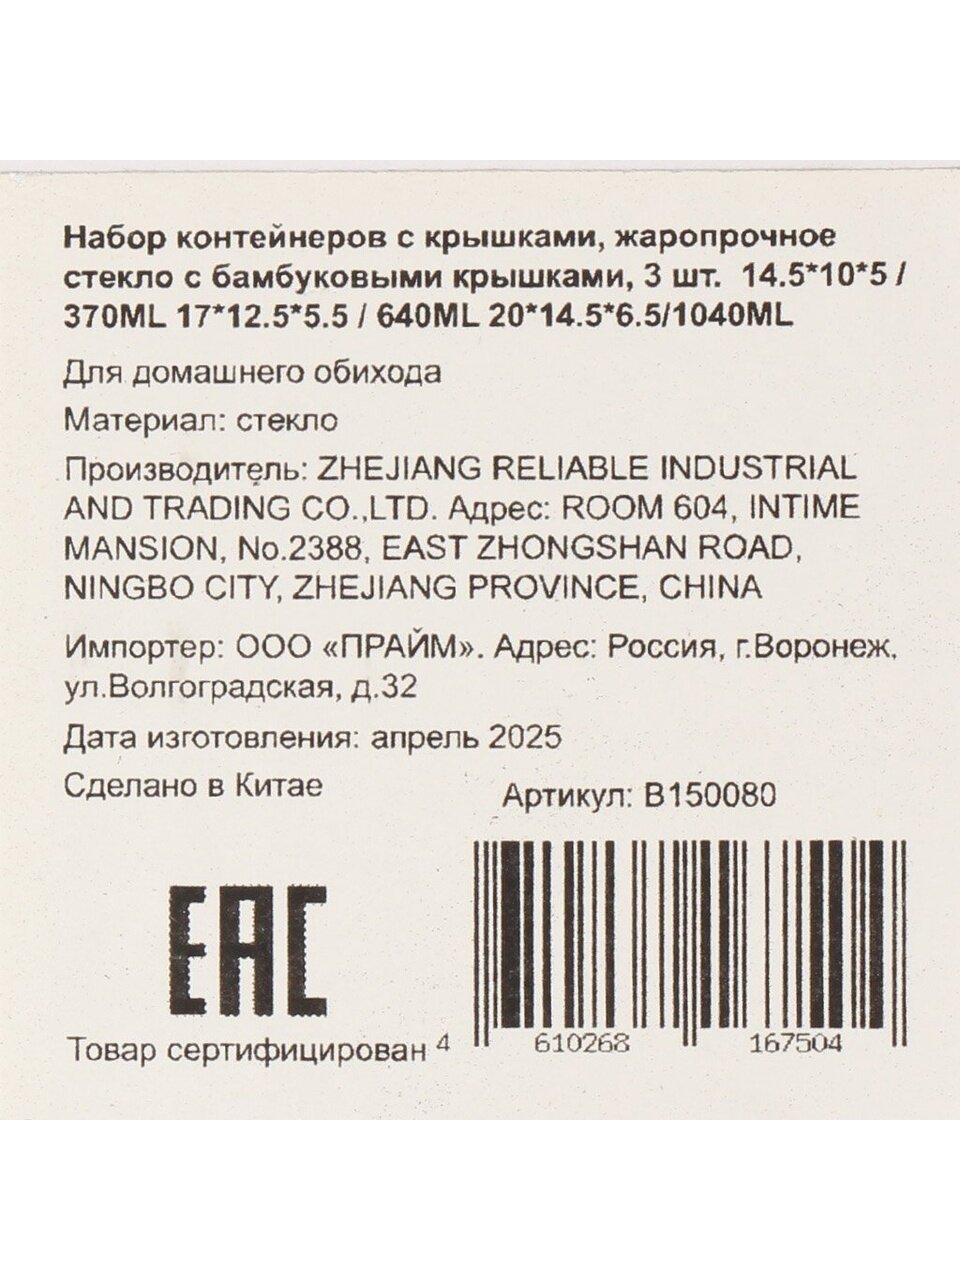 Набор контейнеров с крышками, жаропрочное
стекло с бамбуковыми крышками, 3 шт.  14.5*10*5 /
370ML 17*12.5*5.5 / 640ML 20*14.5*6.5/1040ML
Для домашнего обихода
Материал: стекло
Производитель: ZHEJIANG RELIABLE INDUSTRIAL
AND TRADING CO.,LTD. Адрес: ROOM 604, INTIME
MANSION, No.2388, EAST ZHONGSHAN ROAD,
NINGBO CITY, ZHEJIANG PROVINCE, CHINA
Импортер: ООО «ПРАЙМ». Адрес: Россия, г.Воронеж,
ул.Волгоградская, д.32
Дата изготовления: апрель 2025
Сделано в Китае
Артикул: B150080
EAC
Товар сертифицирован
4 610268 167504